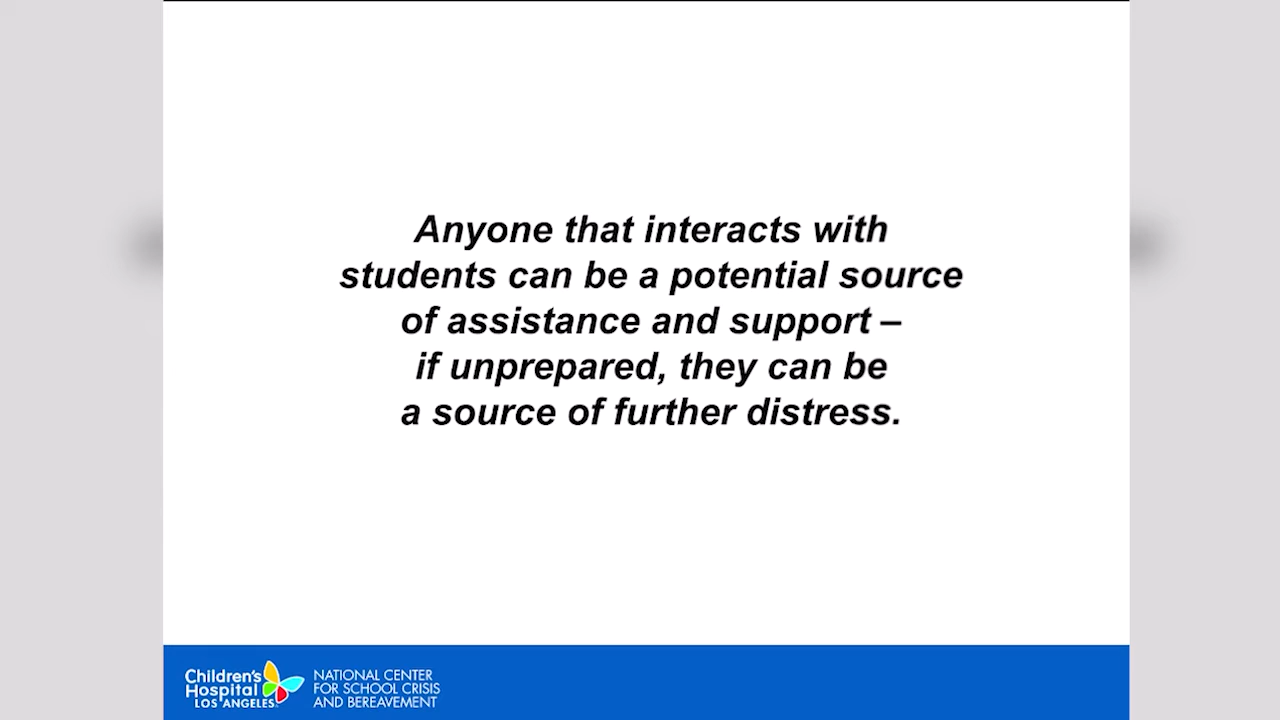 Anyone that interacts with
students can be a potential source
of assistance and support –
if unprepared, they can be
a source of further distress.
Children's
Hospital
LOS ANGELES
NATIONAL CENTER
FOR SCHOOL CRISIS
AND BEREAVEMENT